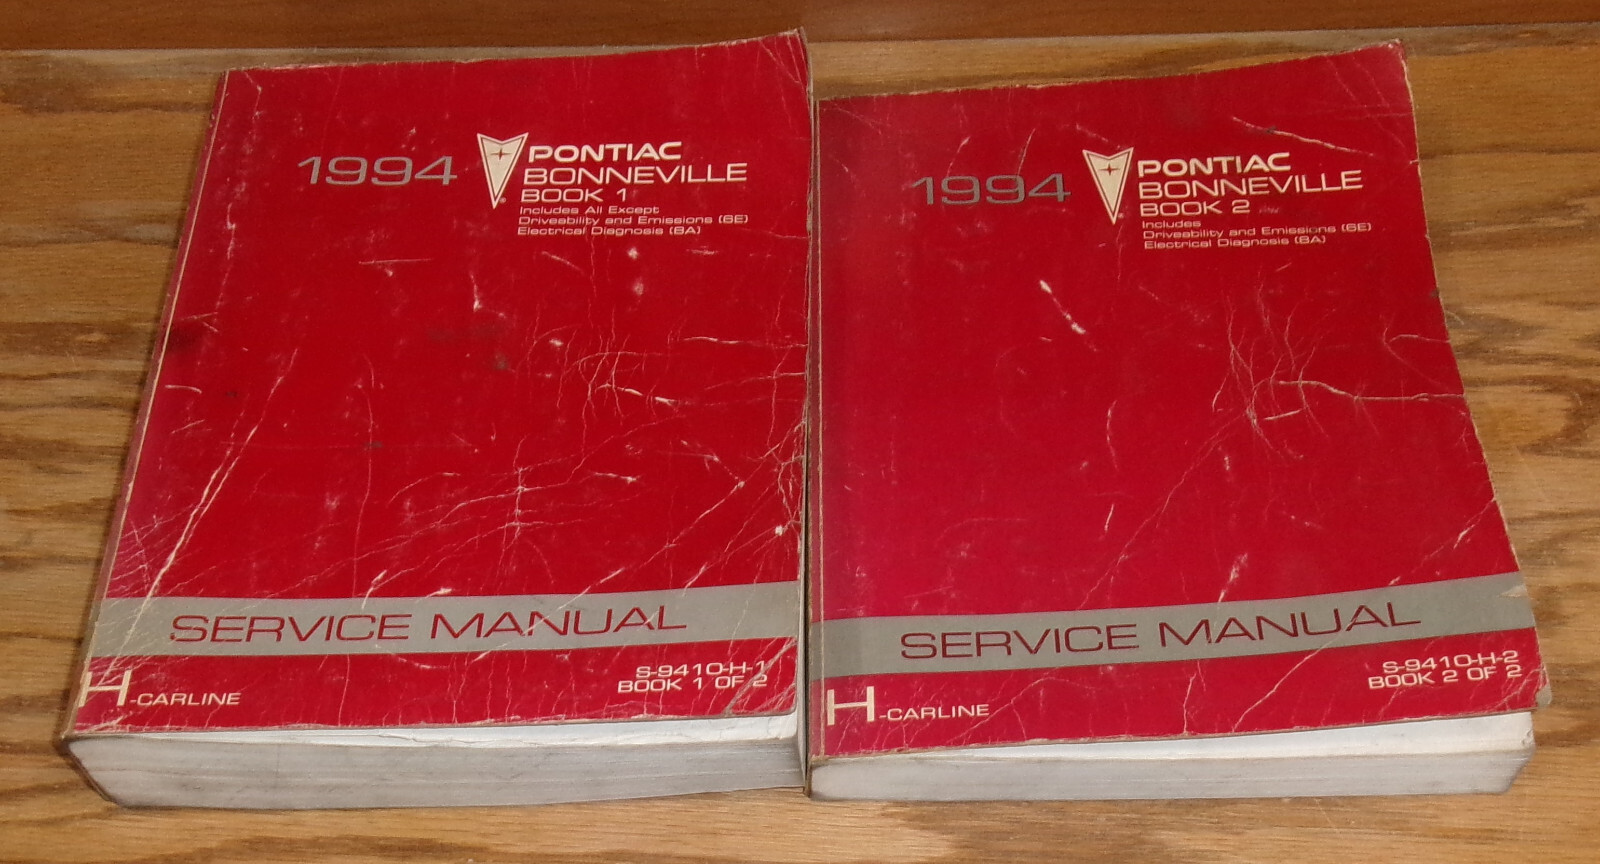 1994
PONTIAC
BONNEVILLE
BOOK 1
Includes All Except
Driveability and Emissions (6E)
Electrical Diagnosis (8A)
SERVICE MANUAL
S-9410-H-1
BOOK 1 OF 2
H-CARLINE
1994
PONTIAC
BONNEVILLE
BOOK 2
Includes
Driveability and Emissions (6E)
Electrical Diagnosis (8A)
SERVICE MANUAL
S-9410-H-2
BOOK 2 OF 2
H-CARLINE